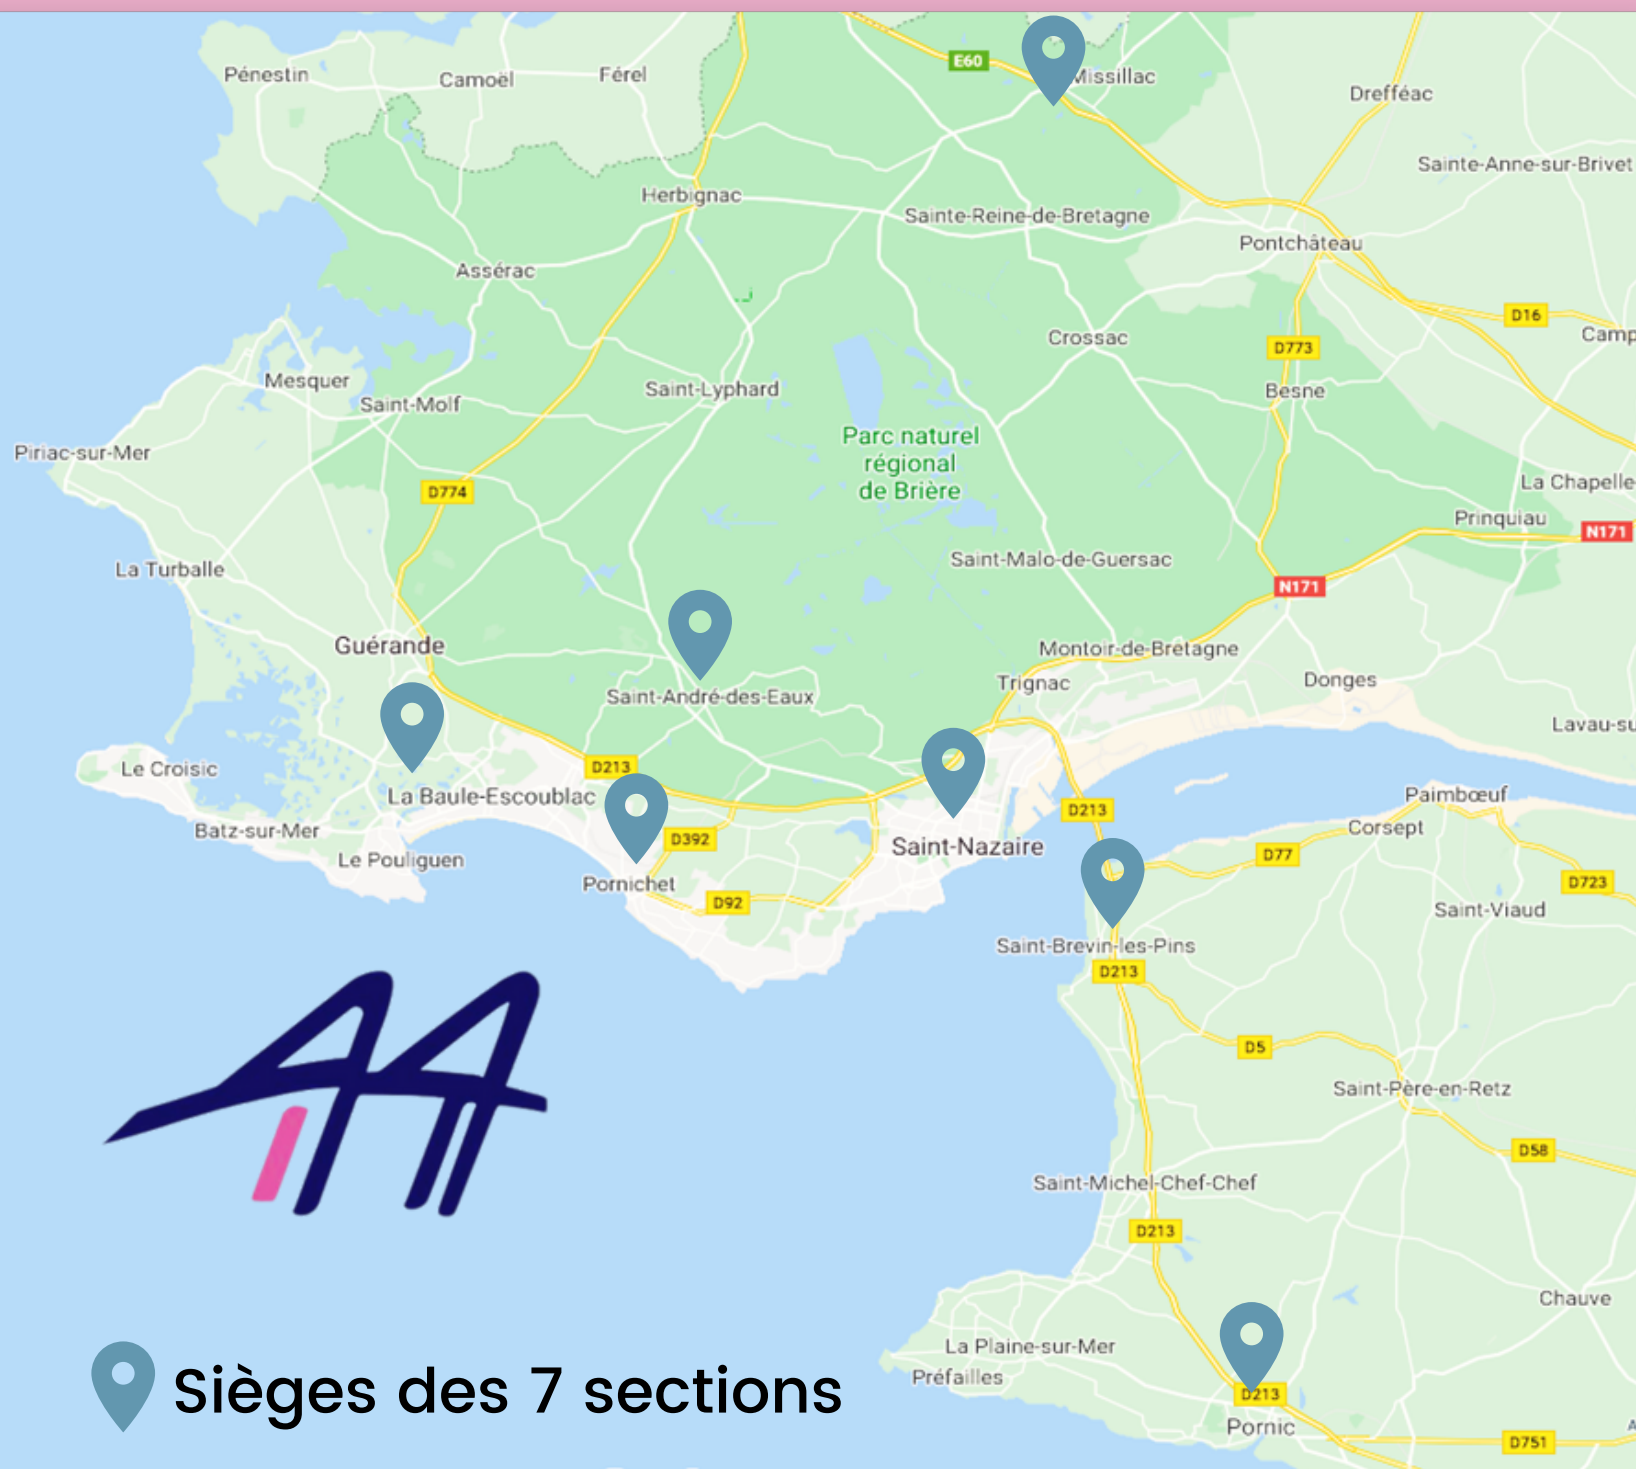 E60
Missillac
Pénestin
Camoël
Férel
Drefféac
Sainte-Anne-sur-Brivet
Herbignac
Sainte-Reine-de-Bretagne
Pontchâteau
Assérac
D16
Crossac
D773
Camp
Mesquer
Saint-Molf
Saint-Lyphard
Besne
Piriac-sur-Mer
Parc naturel
régional
de Brière
D774
La Chapelle-
Prinquiau
N171
La Turballe
Saint-Malo-de-Guersac
N171
Guérande
Montoir-de-Bretagne
Trignac
Donges
Saint-André-des-Eaux
Lavau-su
Le Croisic
D213
La Baule-Escoublac
Paimbœuf
D213
Batz-sur-Mer
D392
Saint-Nazaire
Corsept
Le Pouliguen
D77
Pornichet
D723
D92
Saint-Viaud
Saint-Brevin-les-Pins
D213
D5
Saint-Père-en-Retz
D58
Saint-Michel-Chef-Chef
D213
Chauve
La Plaine-sur-Mer
Préfailles
Sièges des 7 sections
D213
Pornic
D751